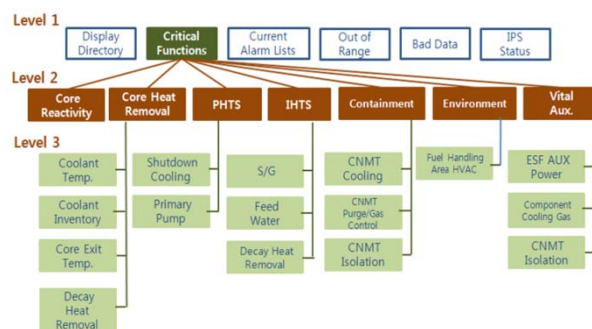 Level 1
Display
Directory
Critical
Functions
Current
Alarm Lists
Out of
Range
Bad Data
IPS
Status
Level 2
Core
Reactivity
Core Heat
Removal
PHTS
IHTS
Containment
Environment
Vital
Aux.
Level 3
Coolant
Temp.
Shutdown
Cooling
S/G
CNMT
Cooling
Fuel Handling
Area HVAC
ESF AUX
Power
Coolant
Inventory
Primary
Pump
Feed
Water
CNMT
Purge/Gas
Control
Component
Cooling Gas
Core Exit
Temp.
Decay Heat
Removal
CNMT
Isolation
CNMT
Isolation
Decay
Heat
Removal